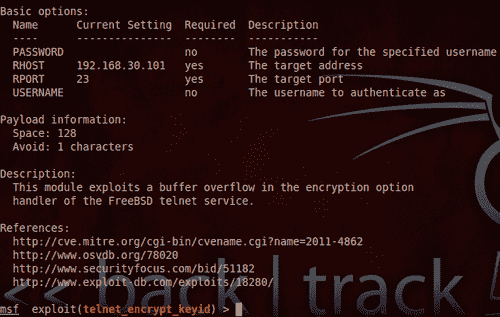 Basic options:
Name Current Setting Required Description
---- --------------- -------- -----------
PASSWORD no The password for the specified username
RHOST 192.168.30.101 yes The target address
RPORT 23 yes The target port
USERNAME no The username to authenticate as
Payload information:
Space: 128
Avoid: 1 characters
Description:
This module exploits a buffer overflow in the encryption option
handler of the FreeBSD telnet service.
References:
http://cve.mitre.org/cgi-bin/cvename.cgi?name=2011-4862
http://www.osvdb.org/78020
http://www.securityfocus.com/bid/51182
http://www.exploit-db.com/exploits/18280/
<< back | track 5
msf exploit(telnet_encrypt_keyid) >